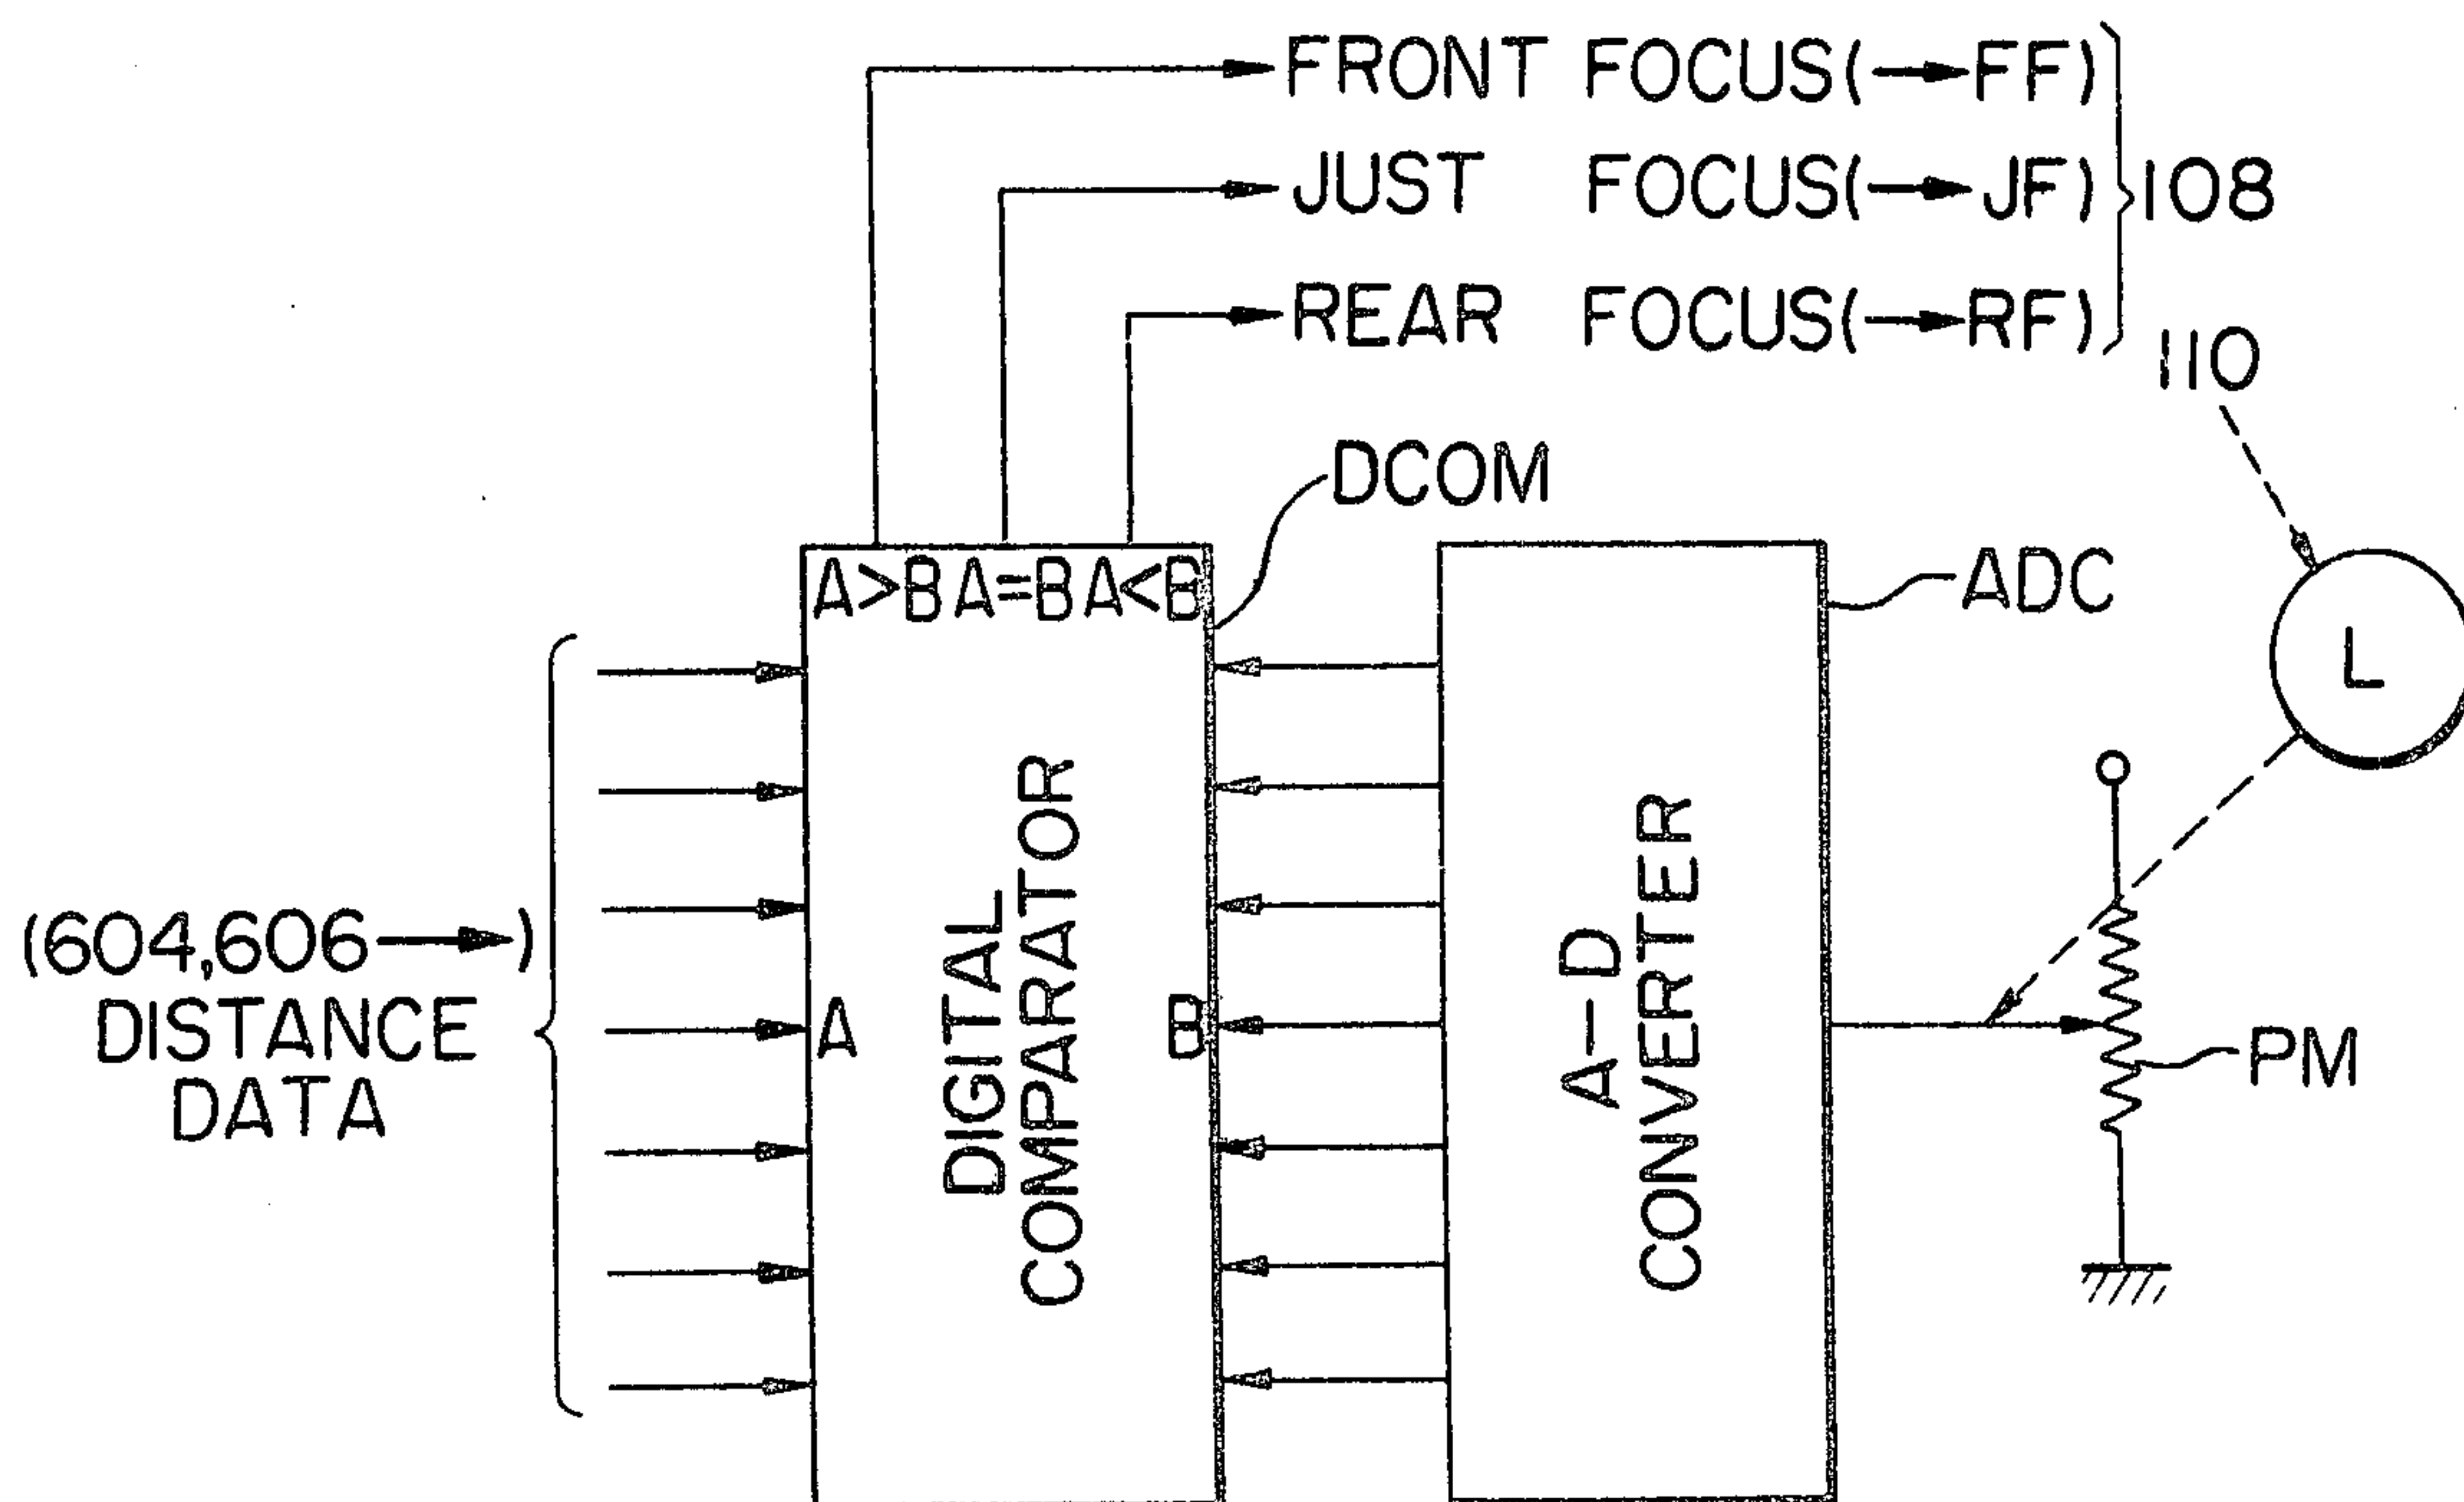 FRONT FOCUS(→FF)
JUST FOCUS(→JF)
REAR FOCUS(→RF)
108
110
DCOM
A>B A=B A<B
ADC
L
(604,606→)
DISTANCE
DATA
A
DIGITAL
COMPARATOR
B
A-D
CONVERTER
PM